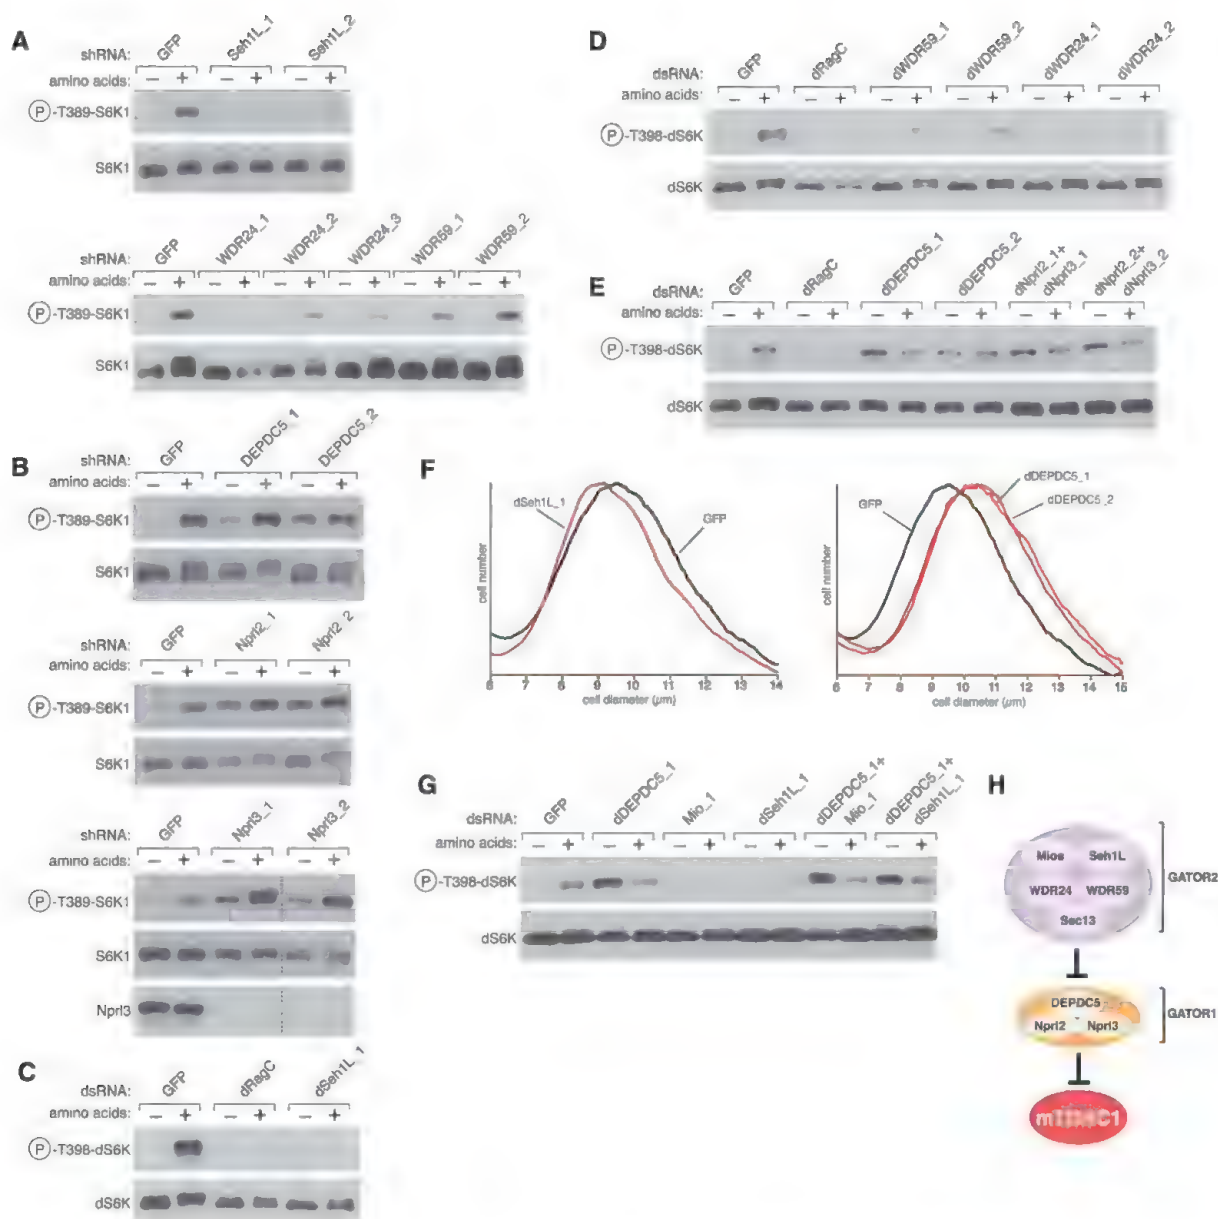 A
shRNA: GFP Seh1L_1 Seh1L_2
amino acids: – + – + – +
P-T389-S6K1
S6K1
shRNA: GFP WDR24_1 WDR24_2 WDR24_3 WDR59_1 WDR59_2
amino acids: – + – + – + – + – + – +
P-T389-S6K1
S6K1
B
shRNA: GFP DEPDC5_1 DEPDC5_2
amino acids: – + – + – +
P-T389-S6K1
S6K1
shRNA: GFP Nprl2_1 Nprl2_2
amino acids: – + – + – +
P-T389-S6K1
S6K1
shRNA: GFP Nprl3_1 Nprl3_2
amino acids: – + – + – +
P-T389-S6K1
S6K1
Nprl3
C
dsRNA: GFP dRagC dSeh1L_1
amino acids: – + – + – +
P-T398-dS6K
dS6K
D
dsRNA: GFP dRagC dWDR59_1 dWDR59_2 dWDR24_1 dWDR24_2
amino acids: – + – + – + – + – + – +
P-T398-dS6K
dS6K
E
dsRNA: GFP dRagC dDEPDC5_1 dDEPDC5_2 dNprl2_1+ dNprl3_1 dNprl2_2+ dNprl3_2
amino acids: – + – + – + – + – + – +
P-T398-dS6K
dS6K
F
dSeh1L_1
GFP
cell number
6 7 8 9 10 11 12 13 14
cell diameter (µm)
GFP
dDEPDC5_1
dDEPDC5_2
cell number
6 7 8 9 10 11 12 13 14 15
cell diameter (µm)
G
dsRNA: GFP dDEPDC5_1 Mio_1 dSeh1L_1 dDEPDC5_1+ Mio_1 dDEPDC5_1+ dSeh1L_1
amino acids: – + – + – + – + – + – +
P-T398-dS6K
dS6K
H
Mios Seh1L
WDR24 WDR59
Sec13
GATOR2
DEPDC5
Nprl2 Nprl3
GATOR1
mTORC1